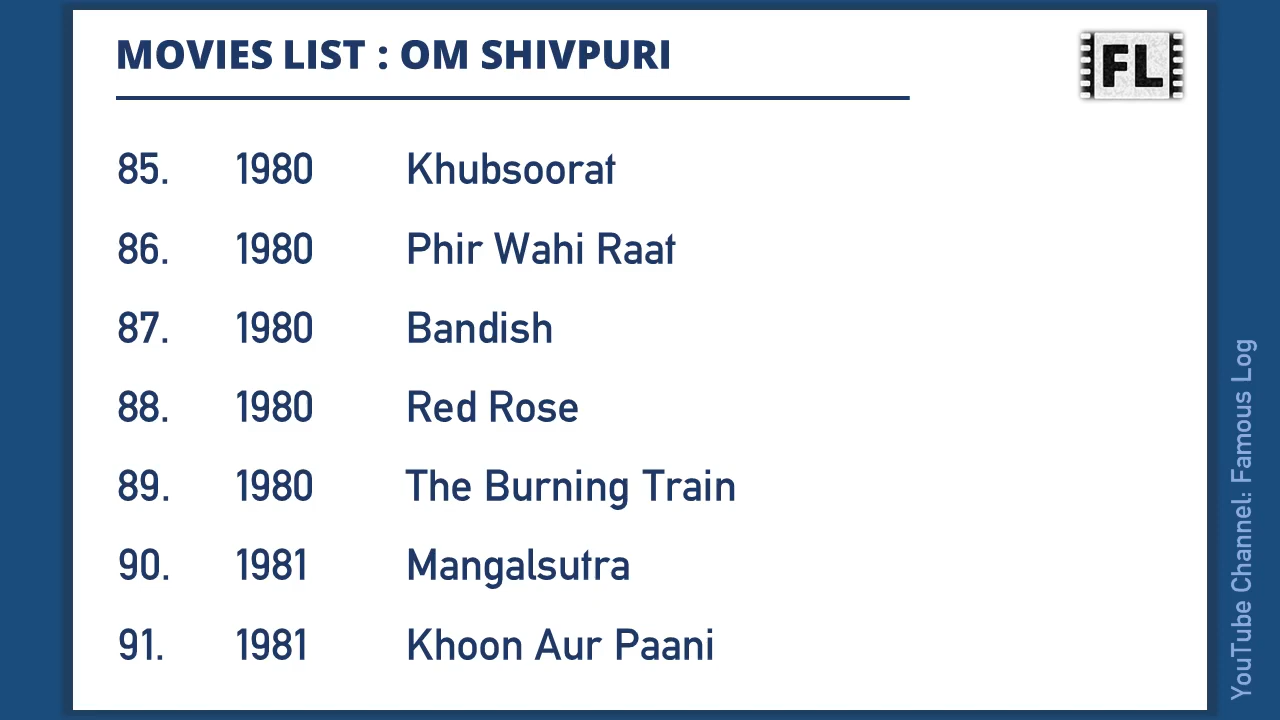 MOVIES LIST : OM SHIVPURI
FL
85. 1980 Khubsoorat
86. 1980 Phir Wahi Raat
87. 1980 Bandish
88. 1980 Red Rose
89. 1980 The Burning Train
90. 1981 Mangalsutra
91. 1981 Khoon Aur Paani
YouTube Channel: Famous Log